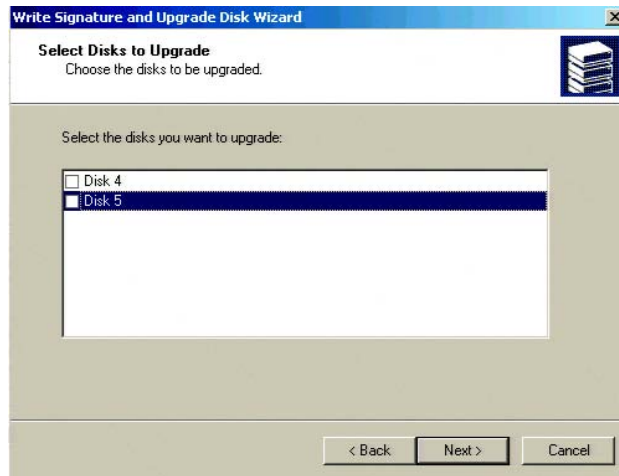 Write Signature and Upgrade Disk Wizard
Select Disks to Upgrade
Choose the disks to be upgraded.
Select the disks you want to upgrade:
Disk 4
Disk 5
< Back
Next >
Cancel